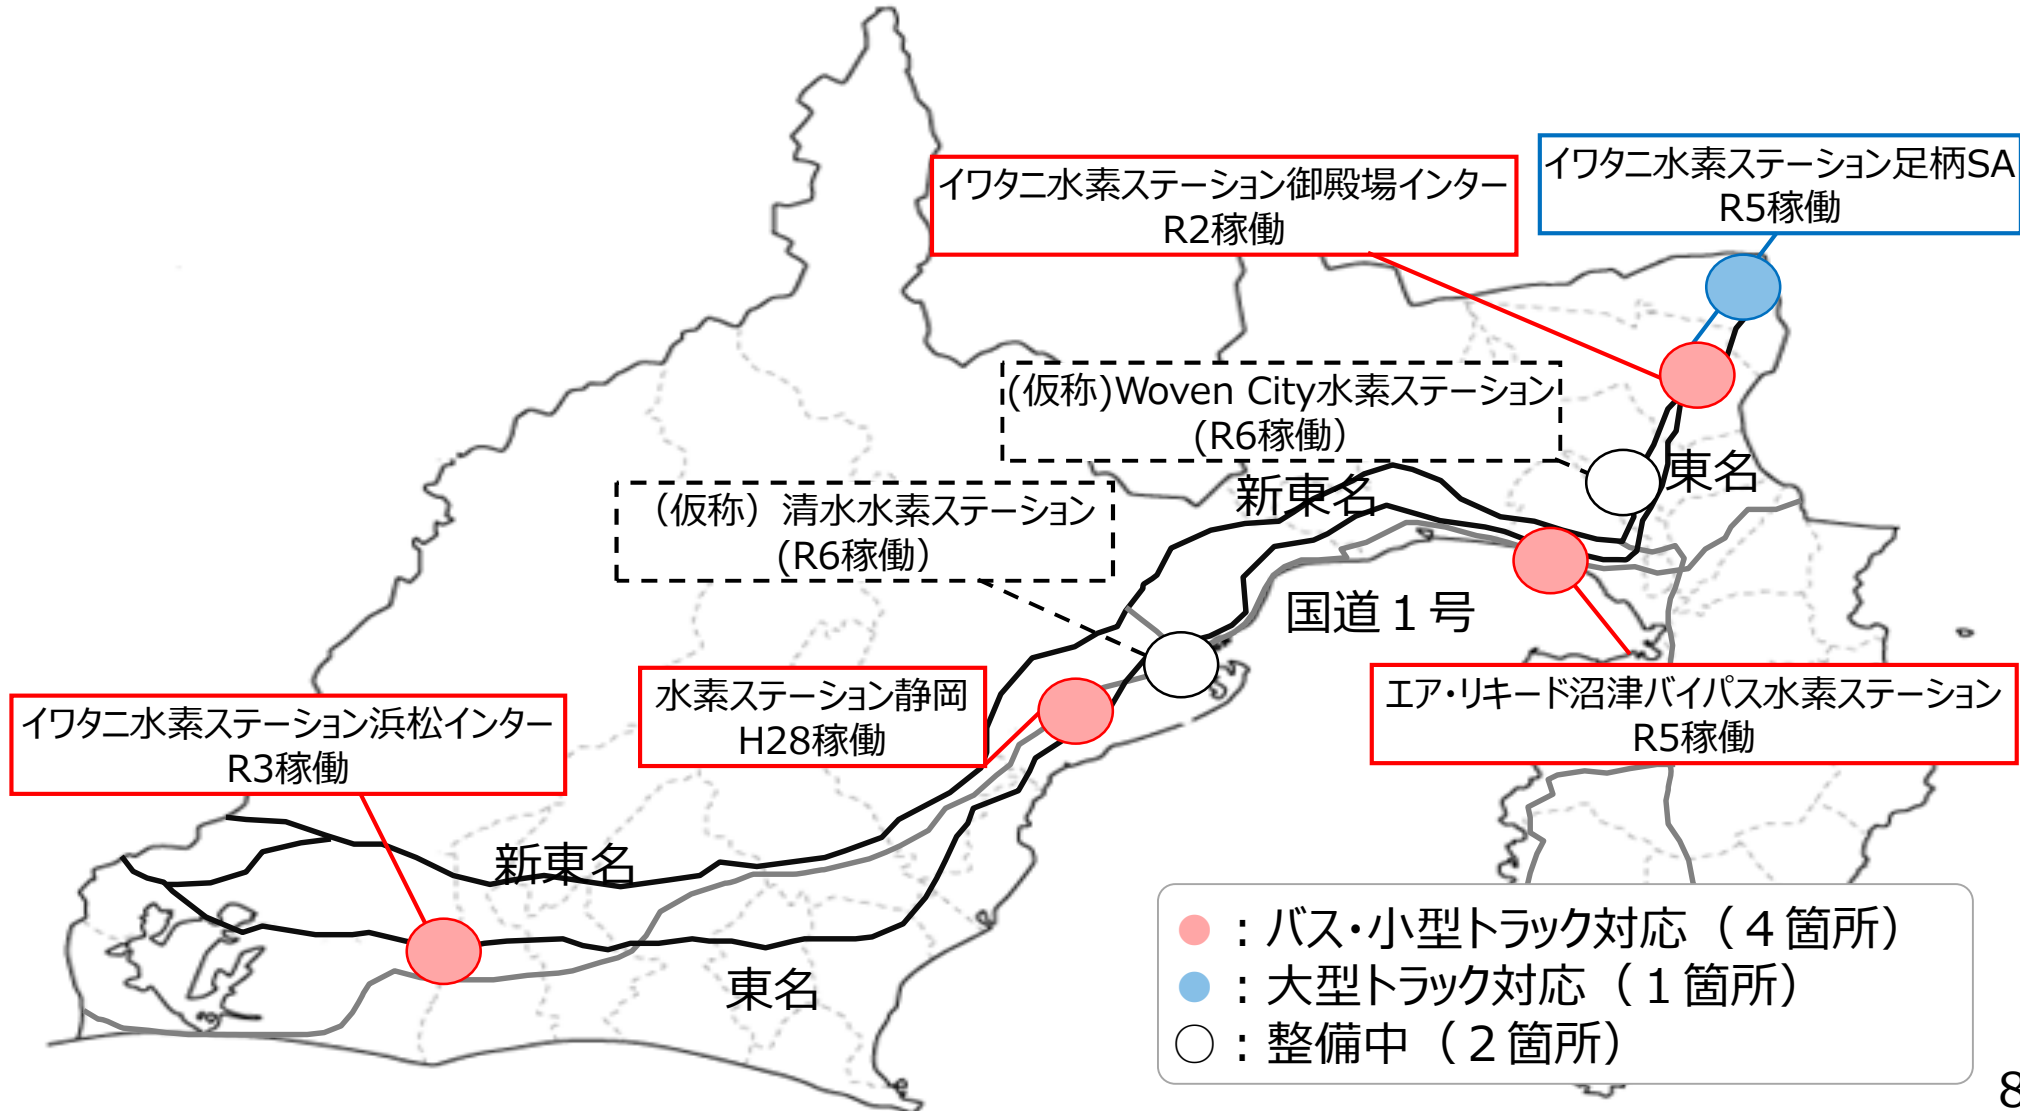 イワタニ水素ステーション足柄SA
R5稼働
イワタニ水素ステーション御殿場インター
R2稼働
(仮称)Woven City水素ステーション
(R6稼働)
東名
新東名
(仮称）清水水素ステーション
(R6稼働)
国道１号
水素ステーション静岡
H28稼働
エア・リキード沼津バイパス水素ステーション
R5稼働
イワタニ水素ステーション浜松インター
R3稼働
新東名
東名
：バス・小型トラック対応（４箇所）
：大型トラック対応（１箇所）
：整備中（２箇所）
8